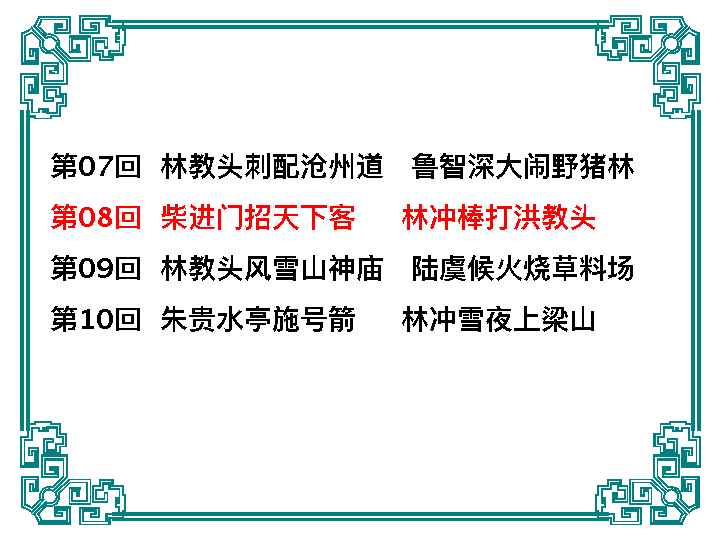 第07回 林教头刺配沧州道 鲁智深大闹野猪林
第08回 柴进门招天下客 林冲棒打洪教头
第09回 林教头风雪山神庙 陆虞候火烧草料场
第10回 朱贵水亭施号箭 林冲雪夜上梁山